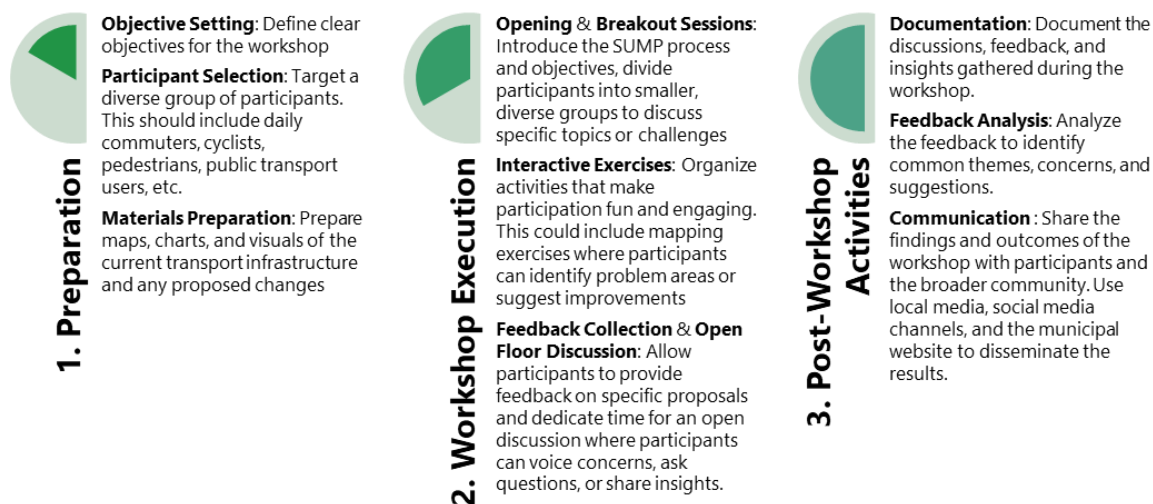 1. Preparation
Objective Setting: Define clear
objectives for the workshop
Participant Selection: Target a
diverse group of participants.
This should include daily
commuters, cyclists,
pedestrians, public transport
users, etc.
Materials Preparation: Prepare
maps, charts, and visuals of the
current transport infrastructure
and any proposed changes
2. Workshop Execution
Opening & Breakout Sessions:
Introduce the SUMP process
and objectives, divide
participants into smaller,
diverse groups to discuss
specific topics or challenges
Interactive Exercises: Organize
activities that make
participation fun and engaging.
This could include mapping
exercises where participants
can identify problem areas or
suggest improvements
Feedback Collection & Open
Floor Discussion: Allow
participants to provide
feedback on specific proposals
and dedicate time for an open
discussion where participants
can voice concerns, ask
questions, or share insights.
3. Post-Workshop
Activities
Documentation: Document the
discussions, feedback, and
insights gathered during the
workshop.
Feedback Analysis: Analyze
the feedback to identify
common themes, concerns, and
suggestions.
Communication : Share the
findings and outcomes of the
workshop with participants and
the broader community. Use
local media, social media
channels, and the municipal
website to disseminate the
results.